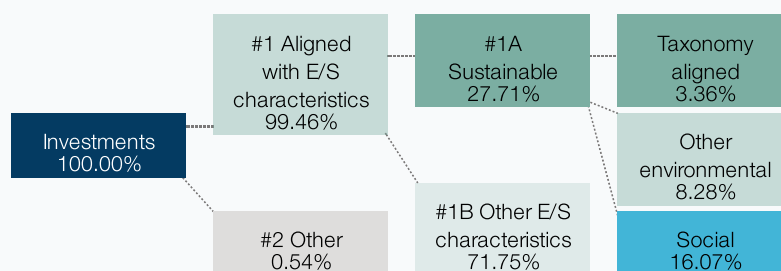 Investments
100.00%
#1 Aligned
with E/S
characteristics
99.46%
#2 Other
0.54%
#1A
Sustainable
27.71%
#1B Other E/S
characteristics
71.75%
Taxonomy
aligned
3.36%
Other
environmental
8.28%
Social
16.07%